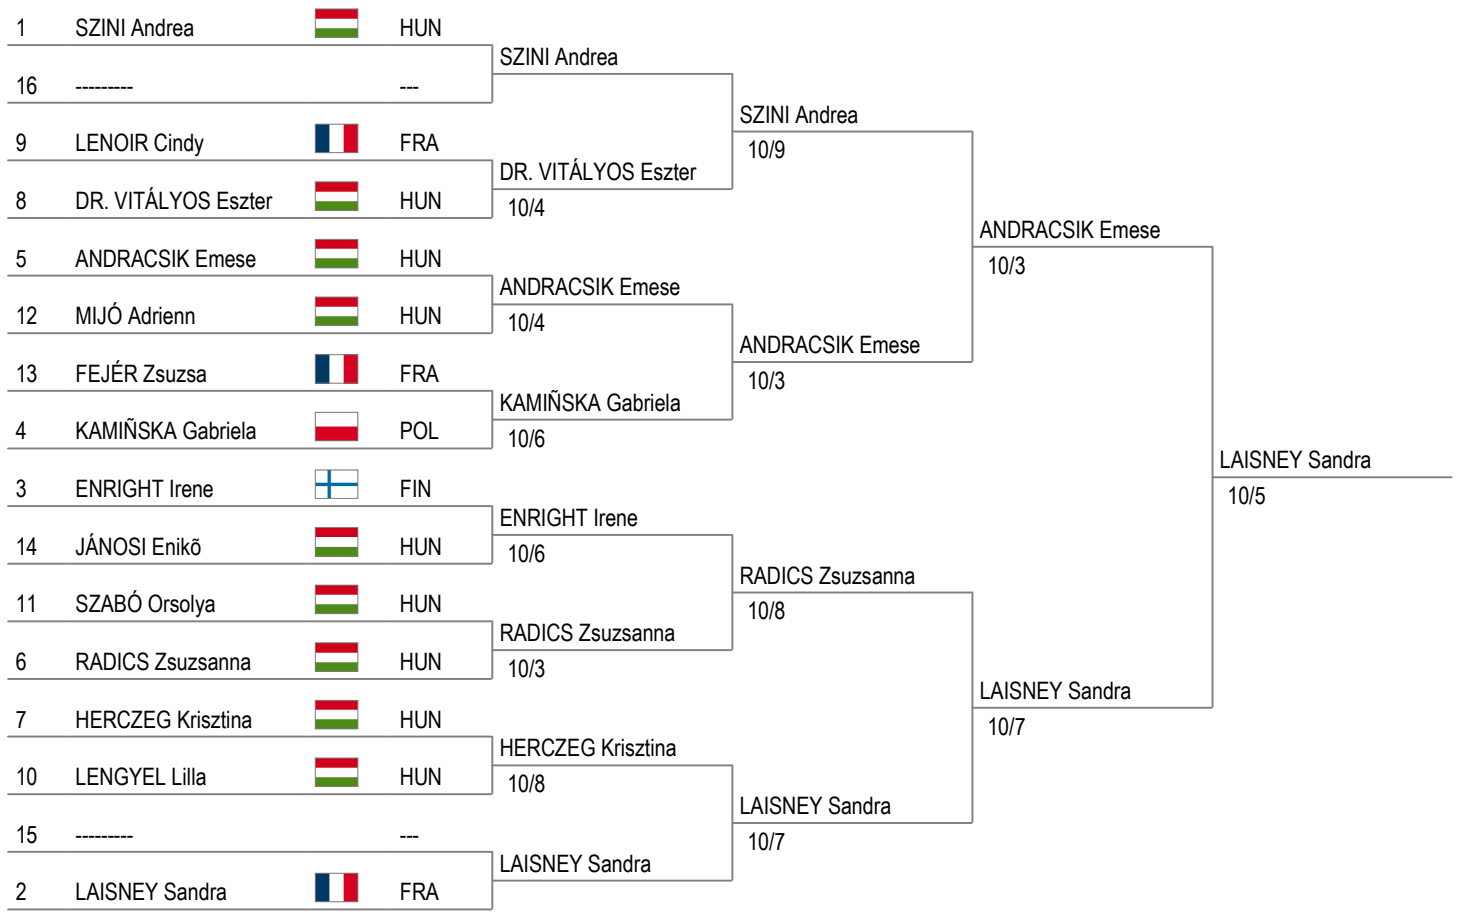 1 SZINI Andrea HUN
16 --------- ---
9 LENOIR Cindy FRA
8 DR. VITÁLYOS Eszter HUN
5 ANDRACSIK Emese HUN
12 MIJÓ Adrienn HUN
13 FEJÉR Zsuzsa FRA
4 KAMIÑSKA Gabriela POL
3 ENRIGHT Irene FIN
14 JÁNOSI Enikõ HUN
11 SZABÓ Orsolya HUN
6 RADICS Zsuzsanna HUN
7 HERCZEG Krisztina HUN
10 LENGYEL Lilla HUN
15 --------- ---
2 LAISNEY Sandra FRA
SZINI Andrea
DR. VITÁLYOS Eszter
10/4
ANDRACSIK Emese
10/4
KAMIÑSKA Gabriela
10/6
ENRIGHT Irene
10/6
RADICS Zsuzsanna
10/3
HERCZEG Krisztina
10/8
LAISNEY Sandra
SZINI Andrea
10/9
ANDRACSIK Emese
10/3
RADICS Zsuzsanna
10/8
LAISNEY Sandra
10/7
ANDRACSIK Emese
10/3
LAISNEY Sandra
10/7
LAISNEY Sandra
10/5